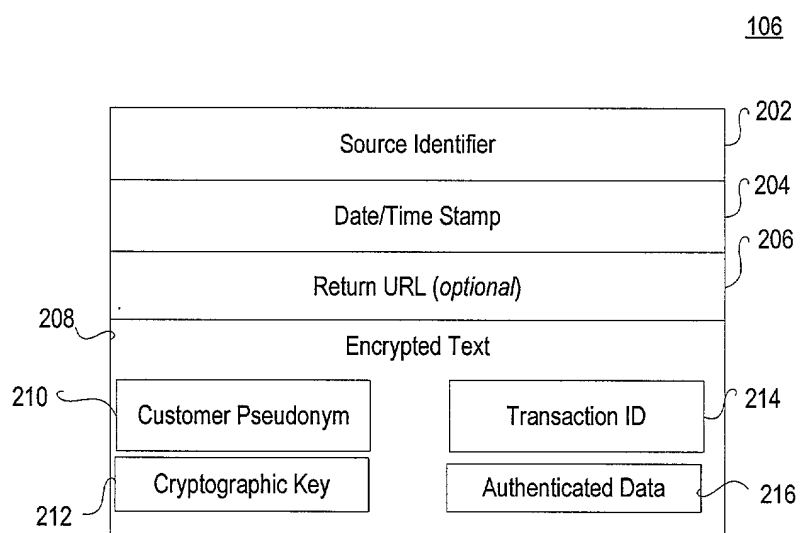 106
Source Identifier
202
Date/Time Stamp
204
Return URL (optional)
206
208
Encrypted Text
210
Customer Pseudonym
Transaction ID
214
Cryptographic Key
Authenticated Data
212
216